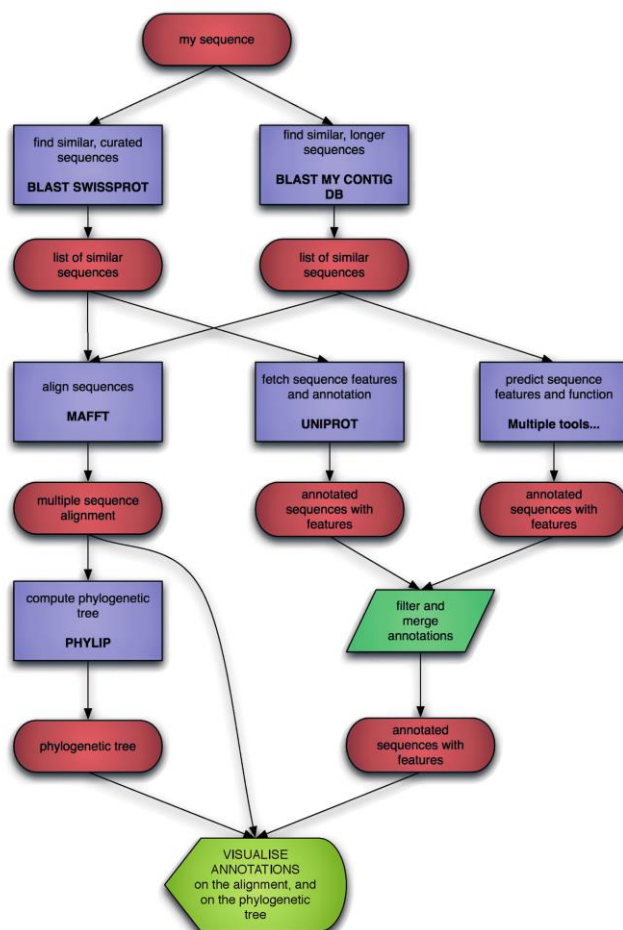 my sequence
find similar, curated
sequences
BLAST SWISSPROT
find similar, longer
sequences
BLAST MY CONTIG
DB
list of similar
sequences
list of similar
sequences
align sequences
MAFFT
fetch sequence features
and annotation
UNIPROT
predict sequence
features and function
Multiple tools...
multiple sequence
alignment
annotated
sequences with
features
annotated
sequences with
features
compute phylogenetic
tree
PHYLIP
filter and
merge
annotations
phylogenetic tree
annotated
sequences with
features
VISUALISE
ANNOTATIONS
on the alignment, and
on the phylogenetic
tree